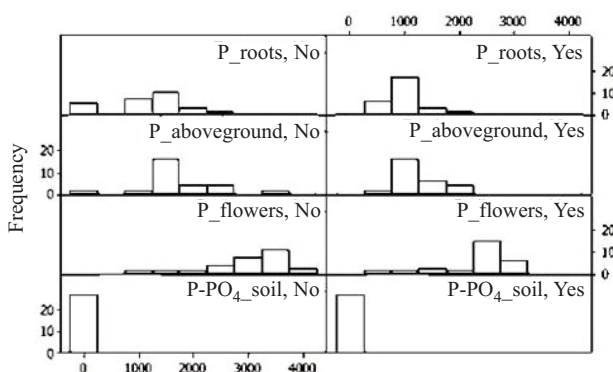 0 1000 2000 3000 4000
P_roots, No P_roots, Yes
20
10
0
P_aboveground, No P_aboveground, Yes
20
10
0
P_flowers, No P_flowers, Yes
20
10
0
P-PO₄_soil, No P-PO₄_soil, Yes
20
10
0
0 1000 2000 3000 4000
Frequency